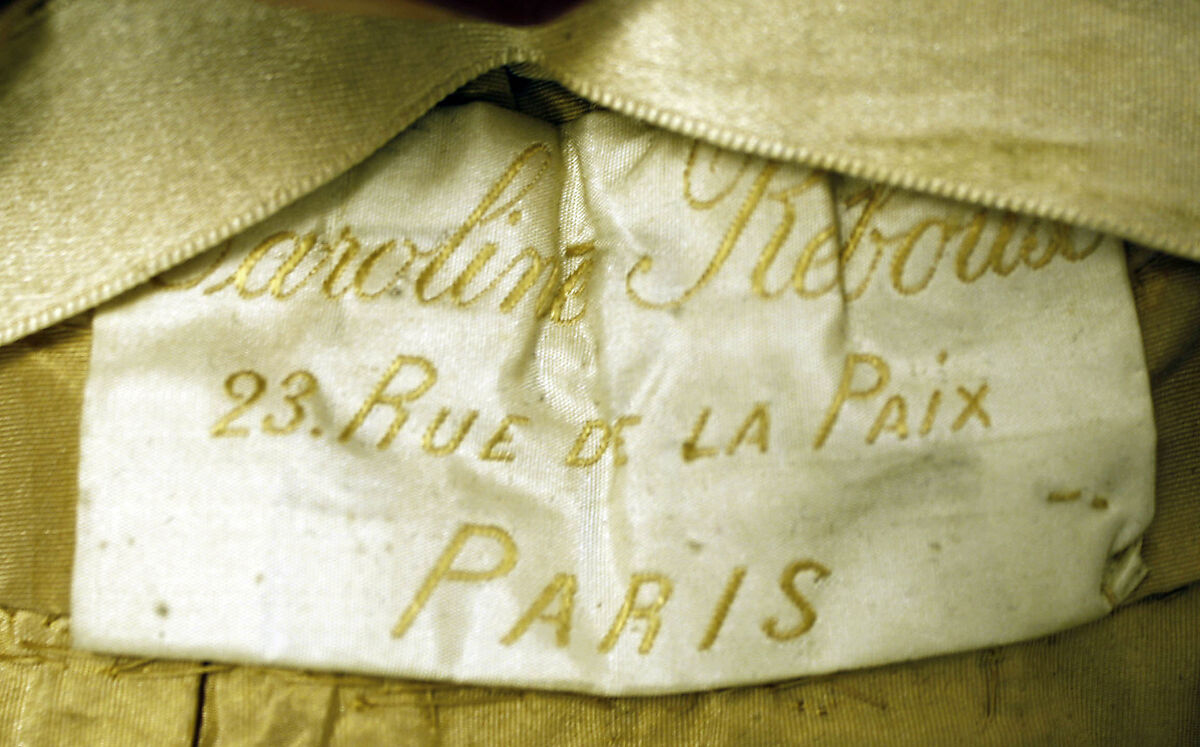 Caroline Reboux
23. RUE DE LA PAIX
PARIS